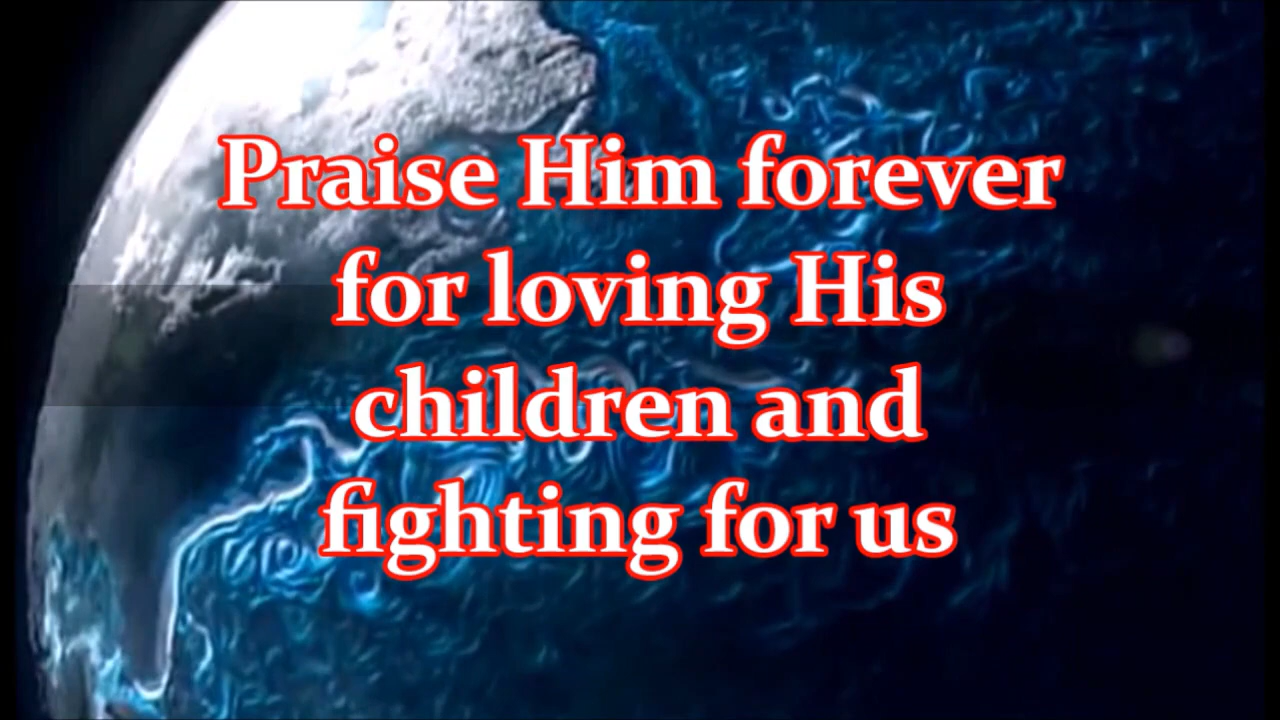 Praise Him forever
for loving His
children and
fighting for us